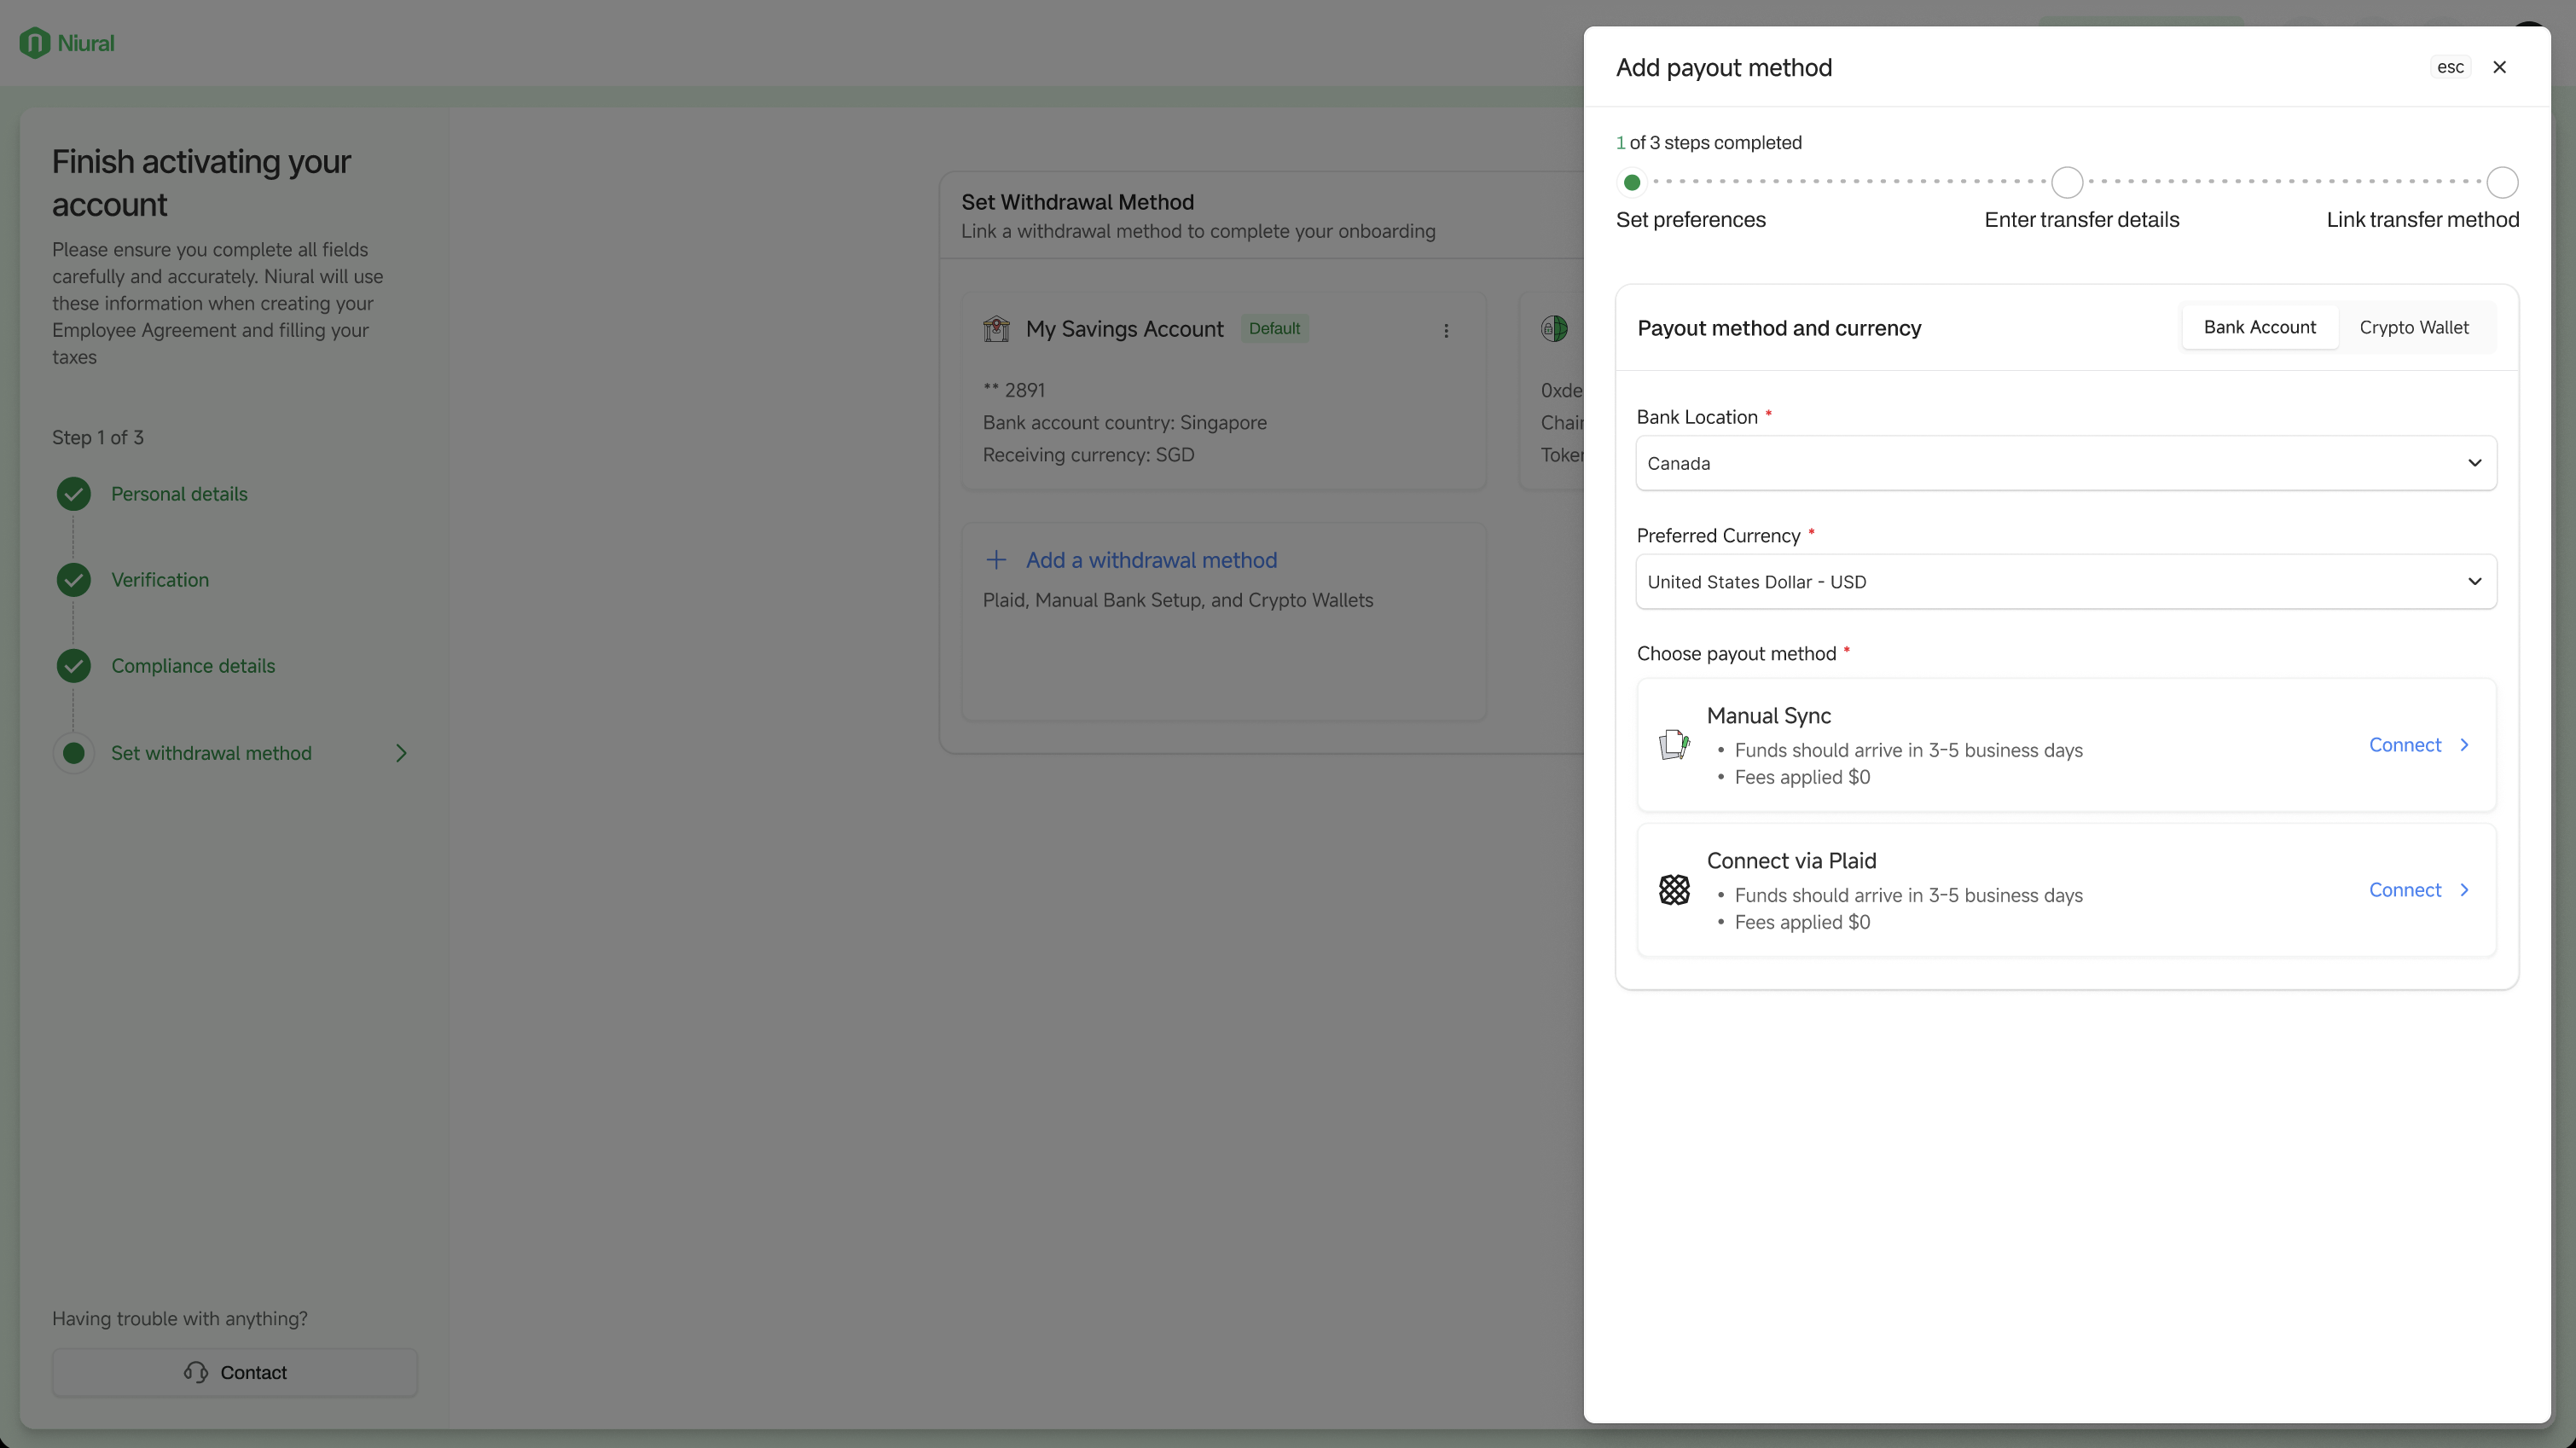 Niural
Finish activating your
account
Please ensure you complete all fields
carefully and accurately. Niural will use
these information when creating your
Employee Agreement and filling your
taxes
Step 1 of 3
Personal details
Verification
Compliance details
Set withdrawal method
Having trouble with anything?
Contact
Set Withdrawal Method
Link a withdrawal method to complete your onboarding
My Savings Account Default
** 2891
Bank account country: Singapore
Receiving currency: SGD
0xde
Chain
Token
Add a withdrawal method
Plaid, Manual Bank Setup, and Crypto Wallets
Add payout method esc
1 of 3 steps completed
Set preferences Enter transfer details Link transfer method
Payout method and currency Bank Account Crypto Wallet
Bank Location *
Canada
Preferred Currency *
United States Dollar - USD
Choose payout method *
Manual Sync
• Funds should arrive in 3-5 business days
• Fees applied $0
Connect
Connect via Plaid
• Funds should arrive in 3-5 business days
• Fees applied $0
Connect